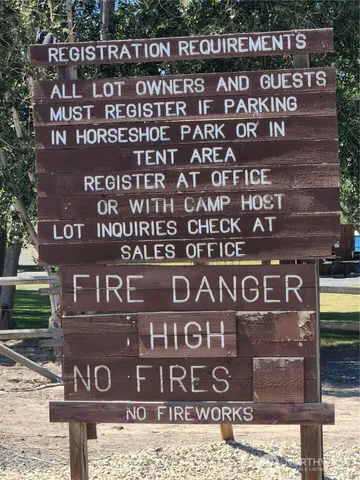 REGISTRATION REQUIREMENTS
ALL LOT OWNERS AND GUESTS
MUST REGISTER IF PARKING
IN HORSESHOE PARK OR IN
TENT AREA
REGISTER AT OFFICE
OR WITH CAMP HOST
LOT INQUIRIES CHECK AT
SALES OFFICE
FIRE DANGER
HIGH
NO FIRES
NO FIREWORKS